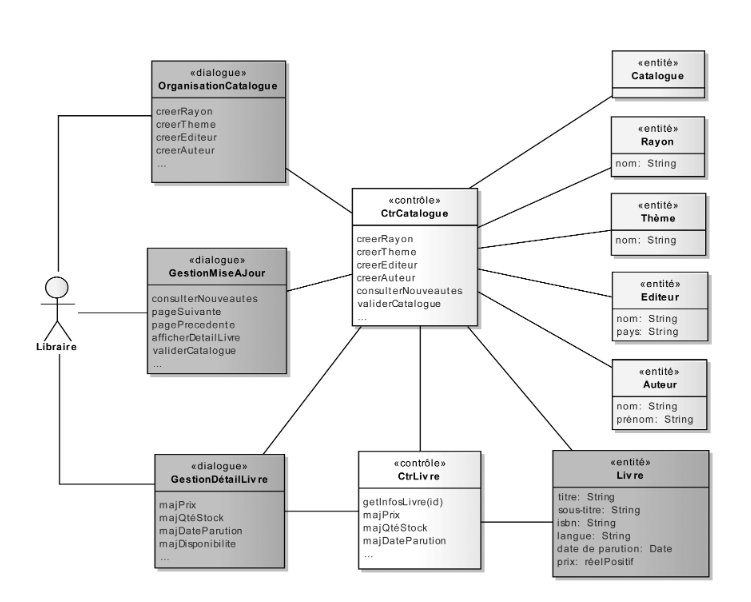 «dialogue»
OrganisationCatalogue
creerRayon
creerTheme
creerEditeur
creerAuteur
...
«entité»
Catalogue
«entité»
Rayon
nom: String
«contrôle»
CtrCatalogue
creerRayon
creerTheme
creerEditeur
creerAuteur
consulterNouveautes
validerCatalogue
...
«entité»
Thème
nom: String
«dialogue»
GestionMiseAJour
consulterNouveautes
pageSuivante
pagePrecedente
afficherDetailLivre
validerCatalogue
...
«entité»
Editeur
nom: String
pays: String
Libraire
«entité»
Auteur
nom: String
prénom: String
«dialogue»
GestionDétailLivre
majPrix
majQtéStock
majDateParution
majDisponibilite
...
«contrôle»
CtrLivre
getInfosLivre(id)
majPrix
majQtéStock
majDateParution
...
«entité»
Livre
titre: String
sous-titre: String
isbn: String
langue: String
date de parution: Date
prix: réelPositif